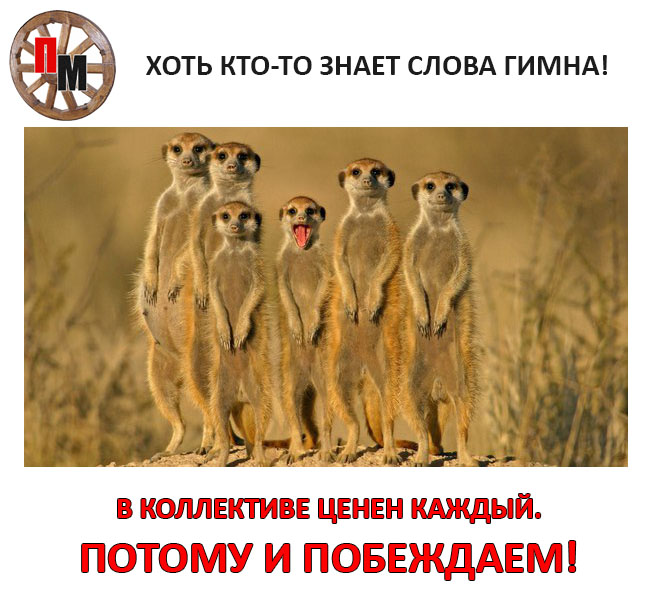 ПМ
ХОТЬ КТО-ТО ЗНАЕТ СЛОВА ГИМНА!
В КОЛЛЕКТИВЕ ЦЕНЕН КАЖДЫЙ.
ПОТОМУ И ПОБЕЖДАЕМ!